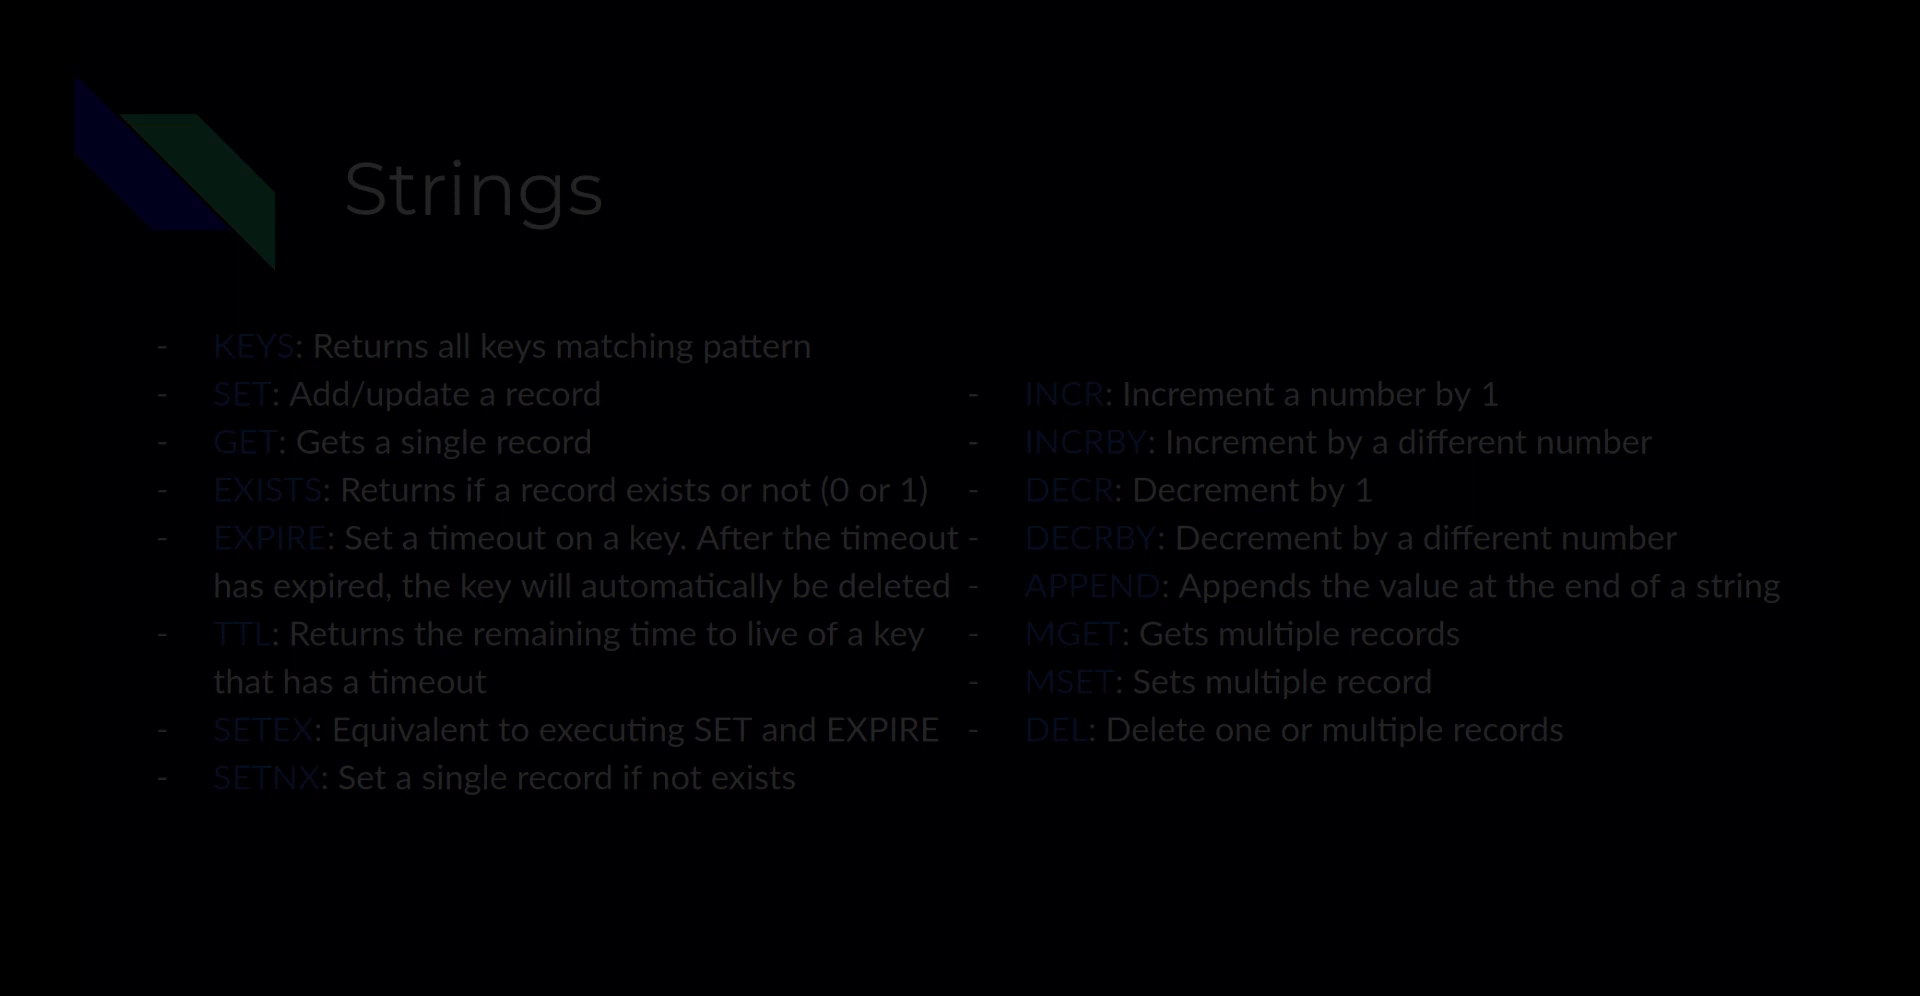 Strings
- KEYS: Returns all keys matching pattern
- SET: Add/update a record
- GET: Gets a single record
- EXISTS: Returns if a record exists or not (0 or 1)
- EXPIRE: Set a timeout on a key. After the timeout
has expired, the key will automatically be deleted
- TTL: Returns the remaining time to live of a key
that has a timeout
- SETEX: Equivalent to executing SET and EXPIRE
- SETNX: Set a single record if not exists
- INCR: Increment a number by 1
- INCRBY: Increment by a different number
- DECR: Decrement by 1
- DECRBY: Decrement by a different number
- APPEND: Appends the value at the end of a string
- MGET: Gets multiple records
- MSET: Sets multiple record
- DEL: Delete one or multiple records